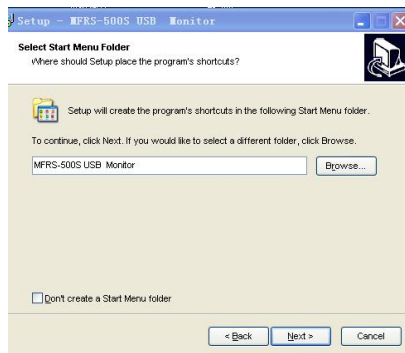 Setup - MFRS-500S USB Monitor
Select Start Menu Folder
Where should Setup place the program's shortcuts?
Setup will create the program's shortcuts in the following Start Menu folder.
To continue, click Next. If you would like to select a different folder, click Browse.
MFRS-500S USB Monitor
Browse...
Don't create a Start Menu folder
< Back
Next >
Cancel